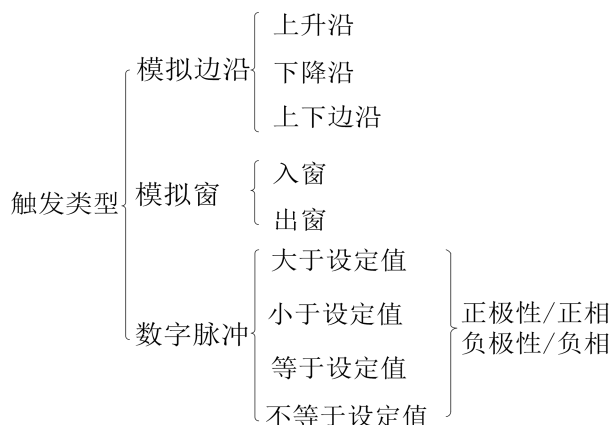 触发类型
模拟边沿
上升沿
下降沿
上下边沿
模拟窗
入窗
出窗
数字脉冲
大于设定值
小于设定值
等于设定值
不等于设定值
正极性/正相
负极性/负相